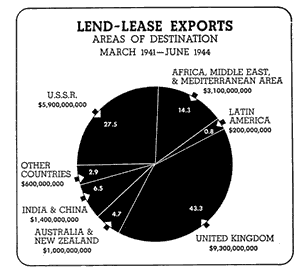 LEND-LEASE EXPORTS
AREAS OF DESTINATION
MARCH 1941—JUNE 1944
U.S.S.R.
$5,900,000,000
AFRICA, MIDDLE EAST,
& MEDITERRANEAN AREA
$3,100,000,000
LATIN
AMERICA
$200,000,000
27.5
14.3
0.8
OTHER
COUNTRIES
$600,000,000
2.9
6.5
INDIA & CHINA
$1,400,000,000
4.7
43.3
AUSTRALIA &
NEW ZEALAND
$1,000,000,000
UNITED KINGDOM
$9,300,000,000